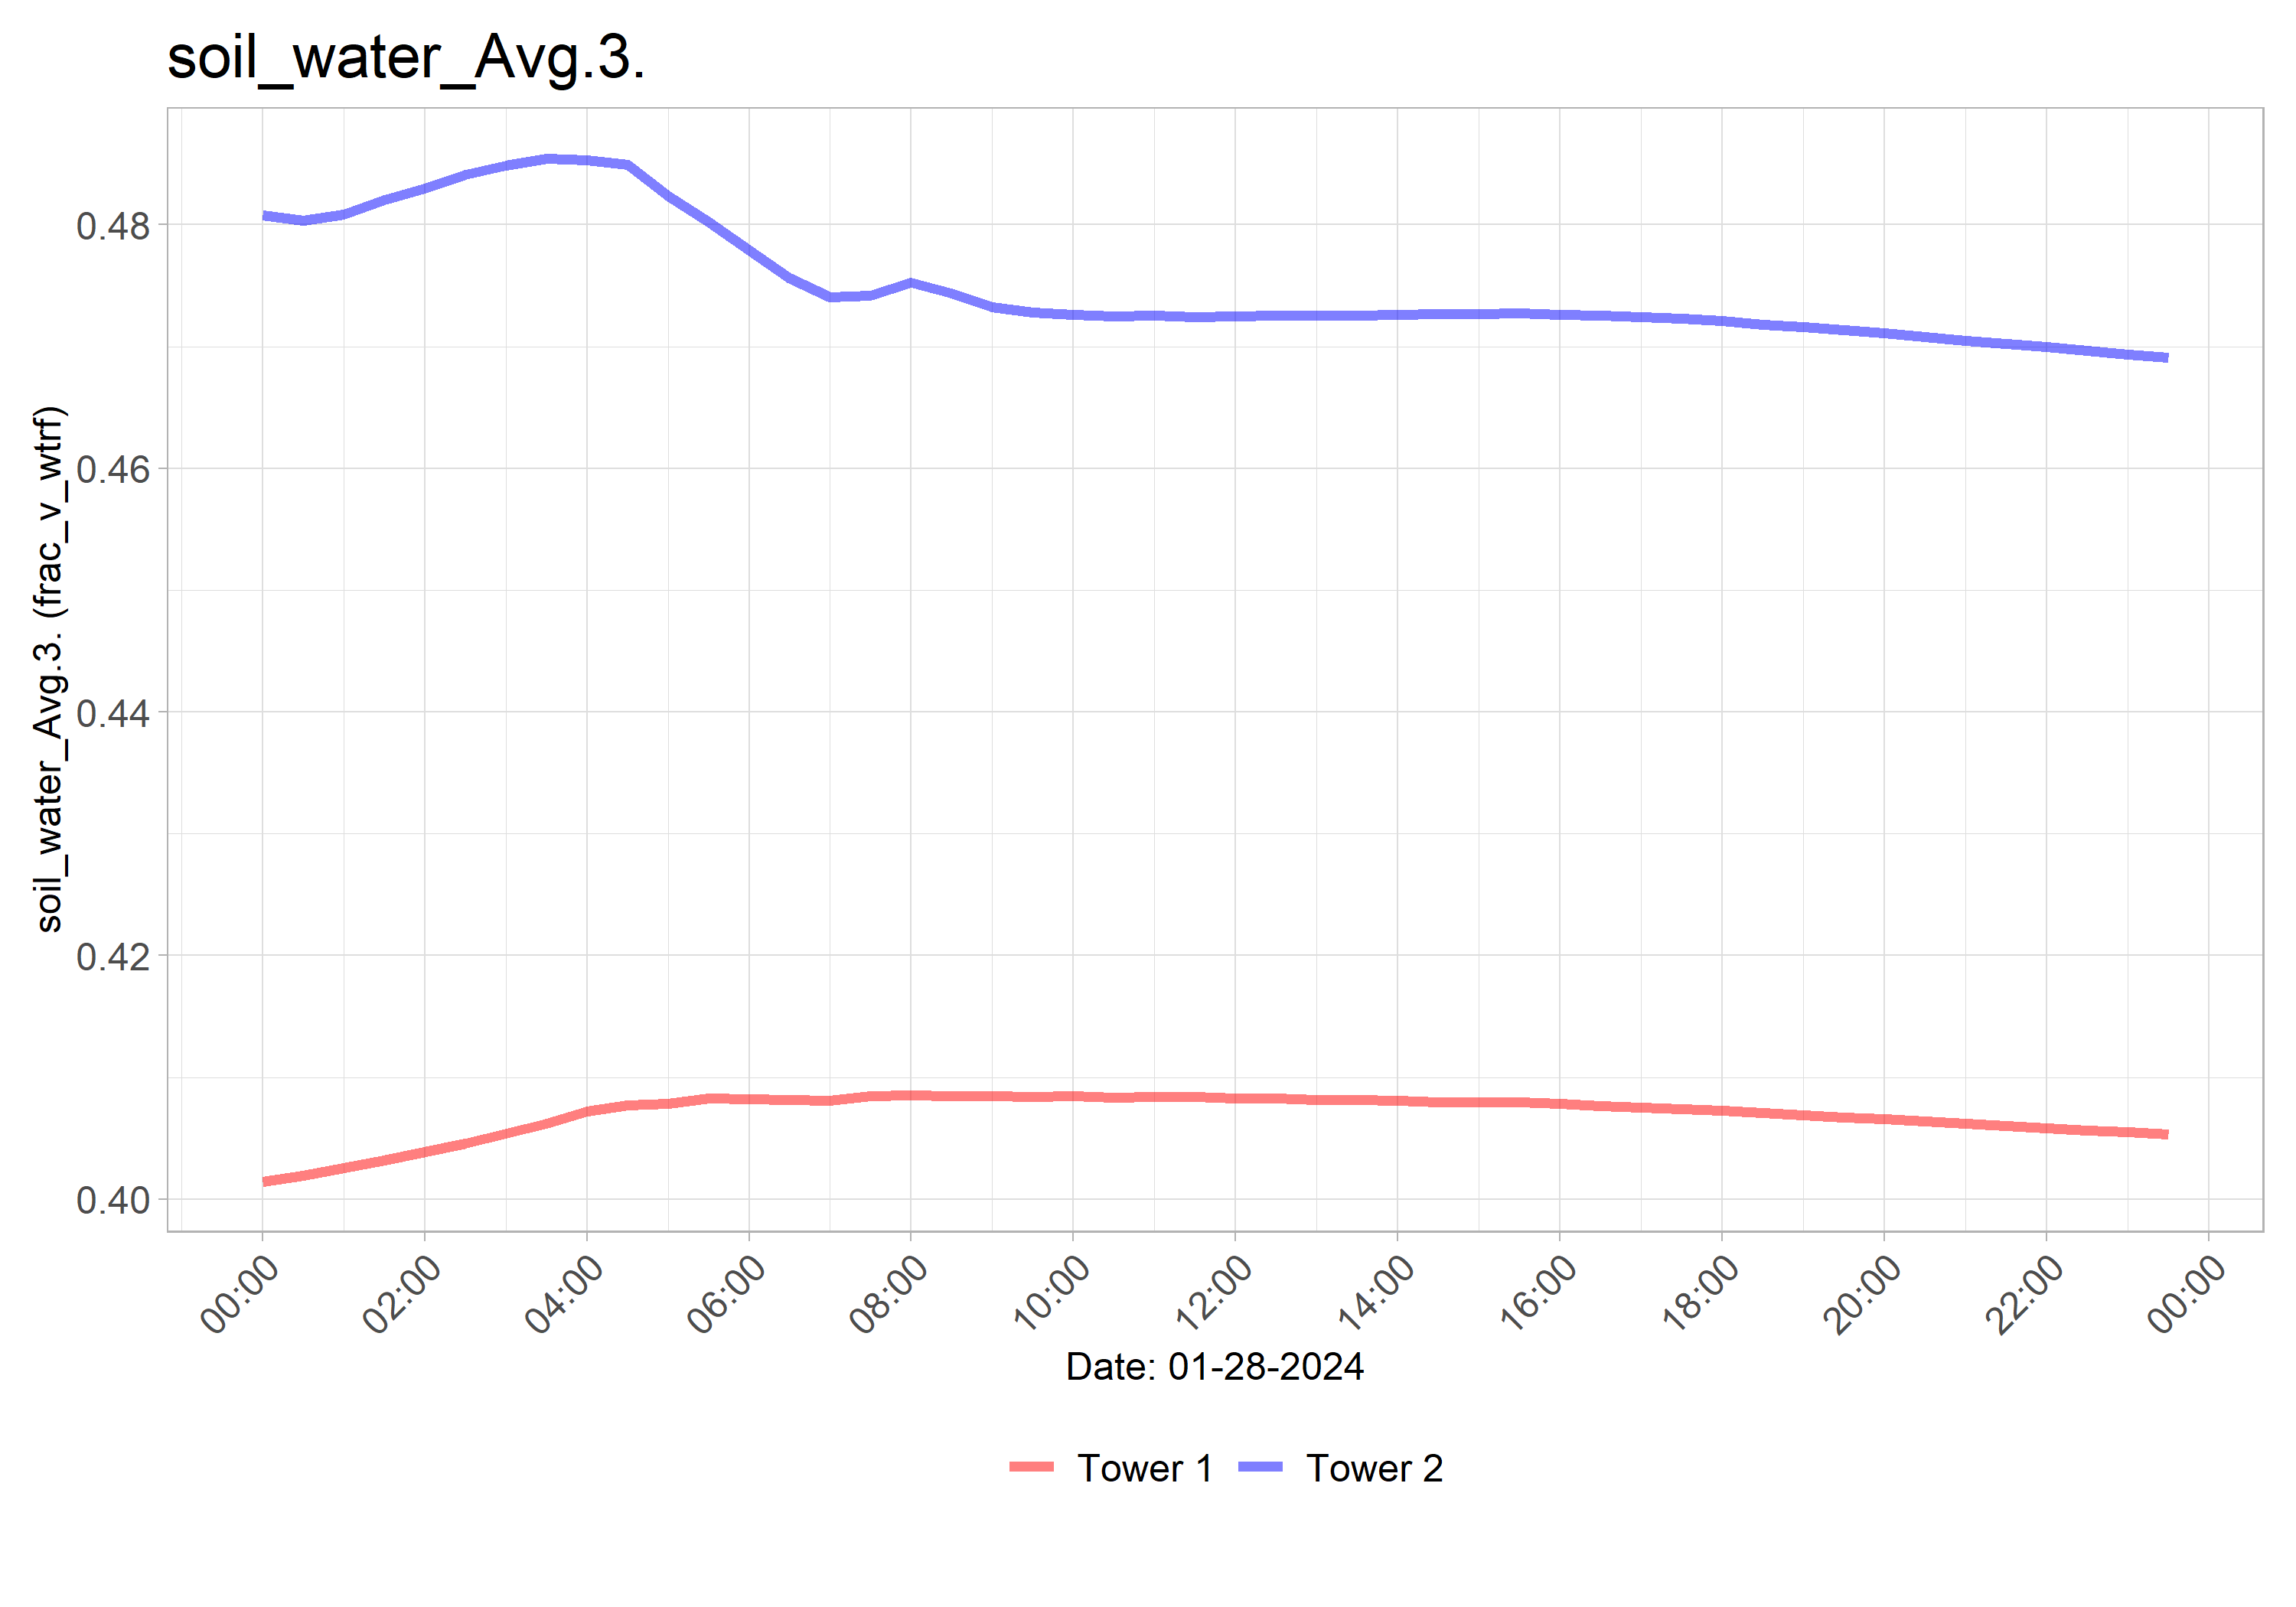 soil_water_Avg.3.
soil_water_Avg.3. (frac_v_wtrf)
0.48
0.46
0.44
0.42
0.40
00:00 02:00 04:00 06:00 08:00 10:00 12:00 14:00 16:00 18:00 20:00 22:00 00:00
Date: 01-28-2024
Tower 1 Tower 2